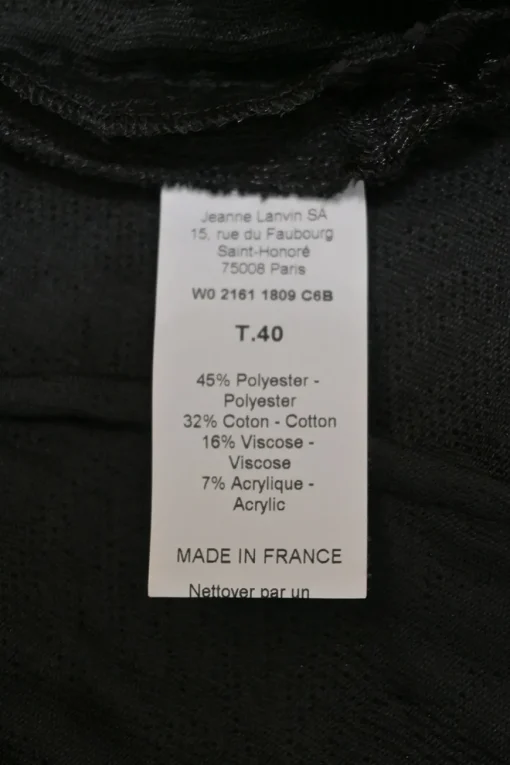 Jeanne Lanvin SA
15, rue du Faubourg
Saint-Honoré
75008 Paris
W0 2161 1809 C6B
T.40
45% Polyester -
Polyester
32% Coton - Cotton
16% Viscose -
Viscose
7% Acrylique -
Acrylic
MADE IN FRANCE
Nettoyer par un